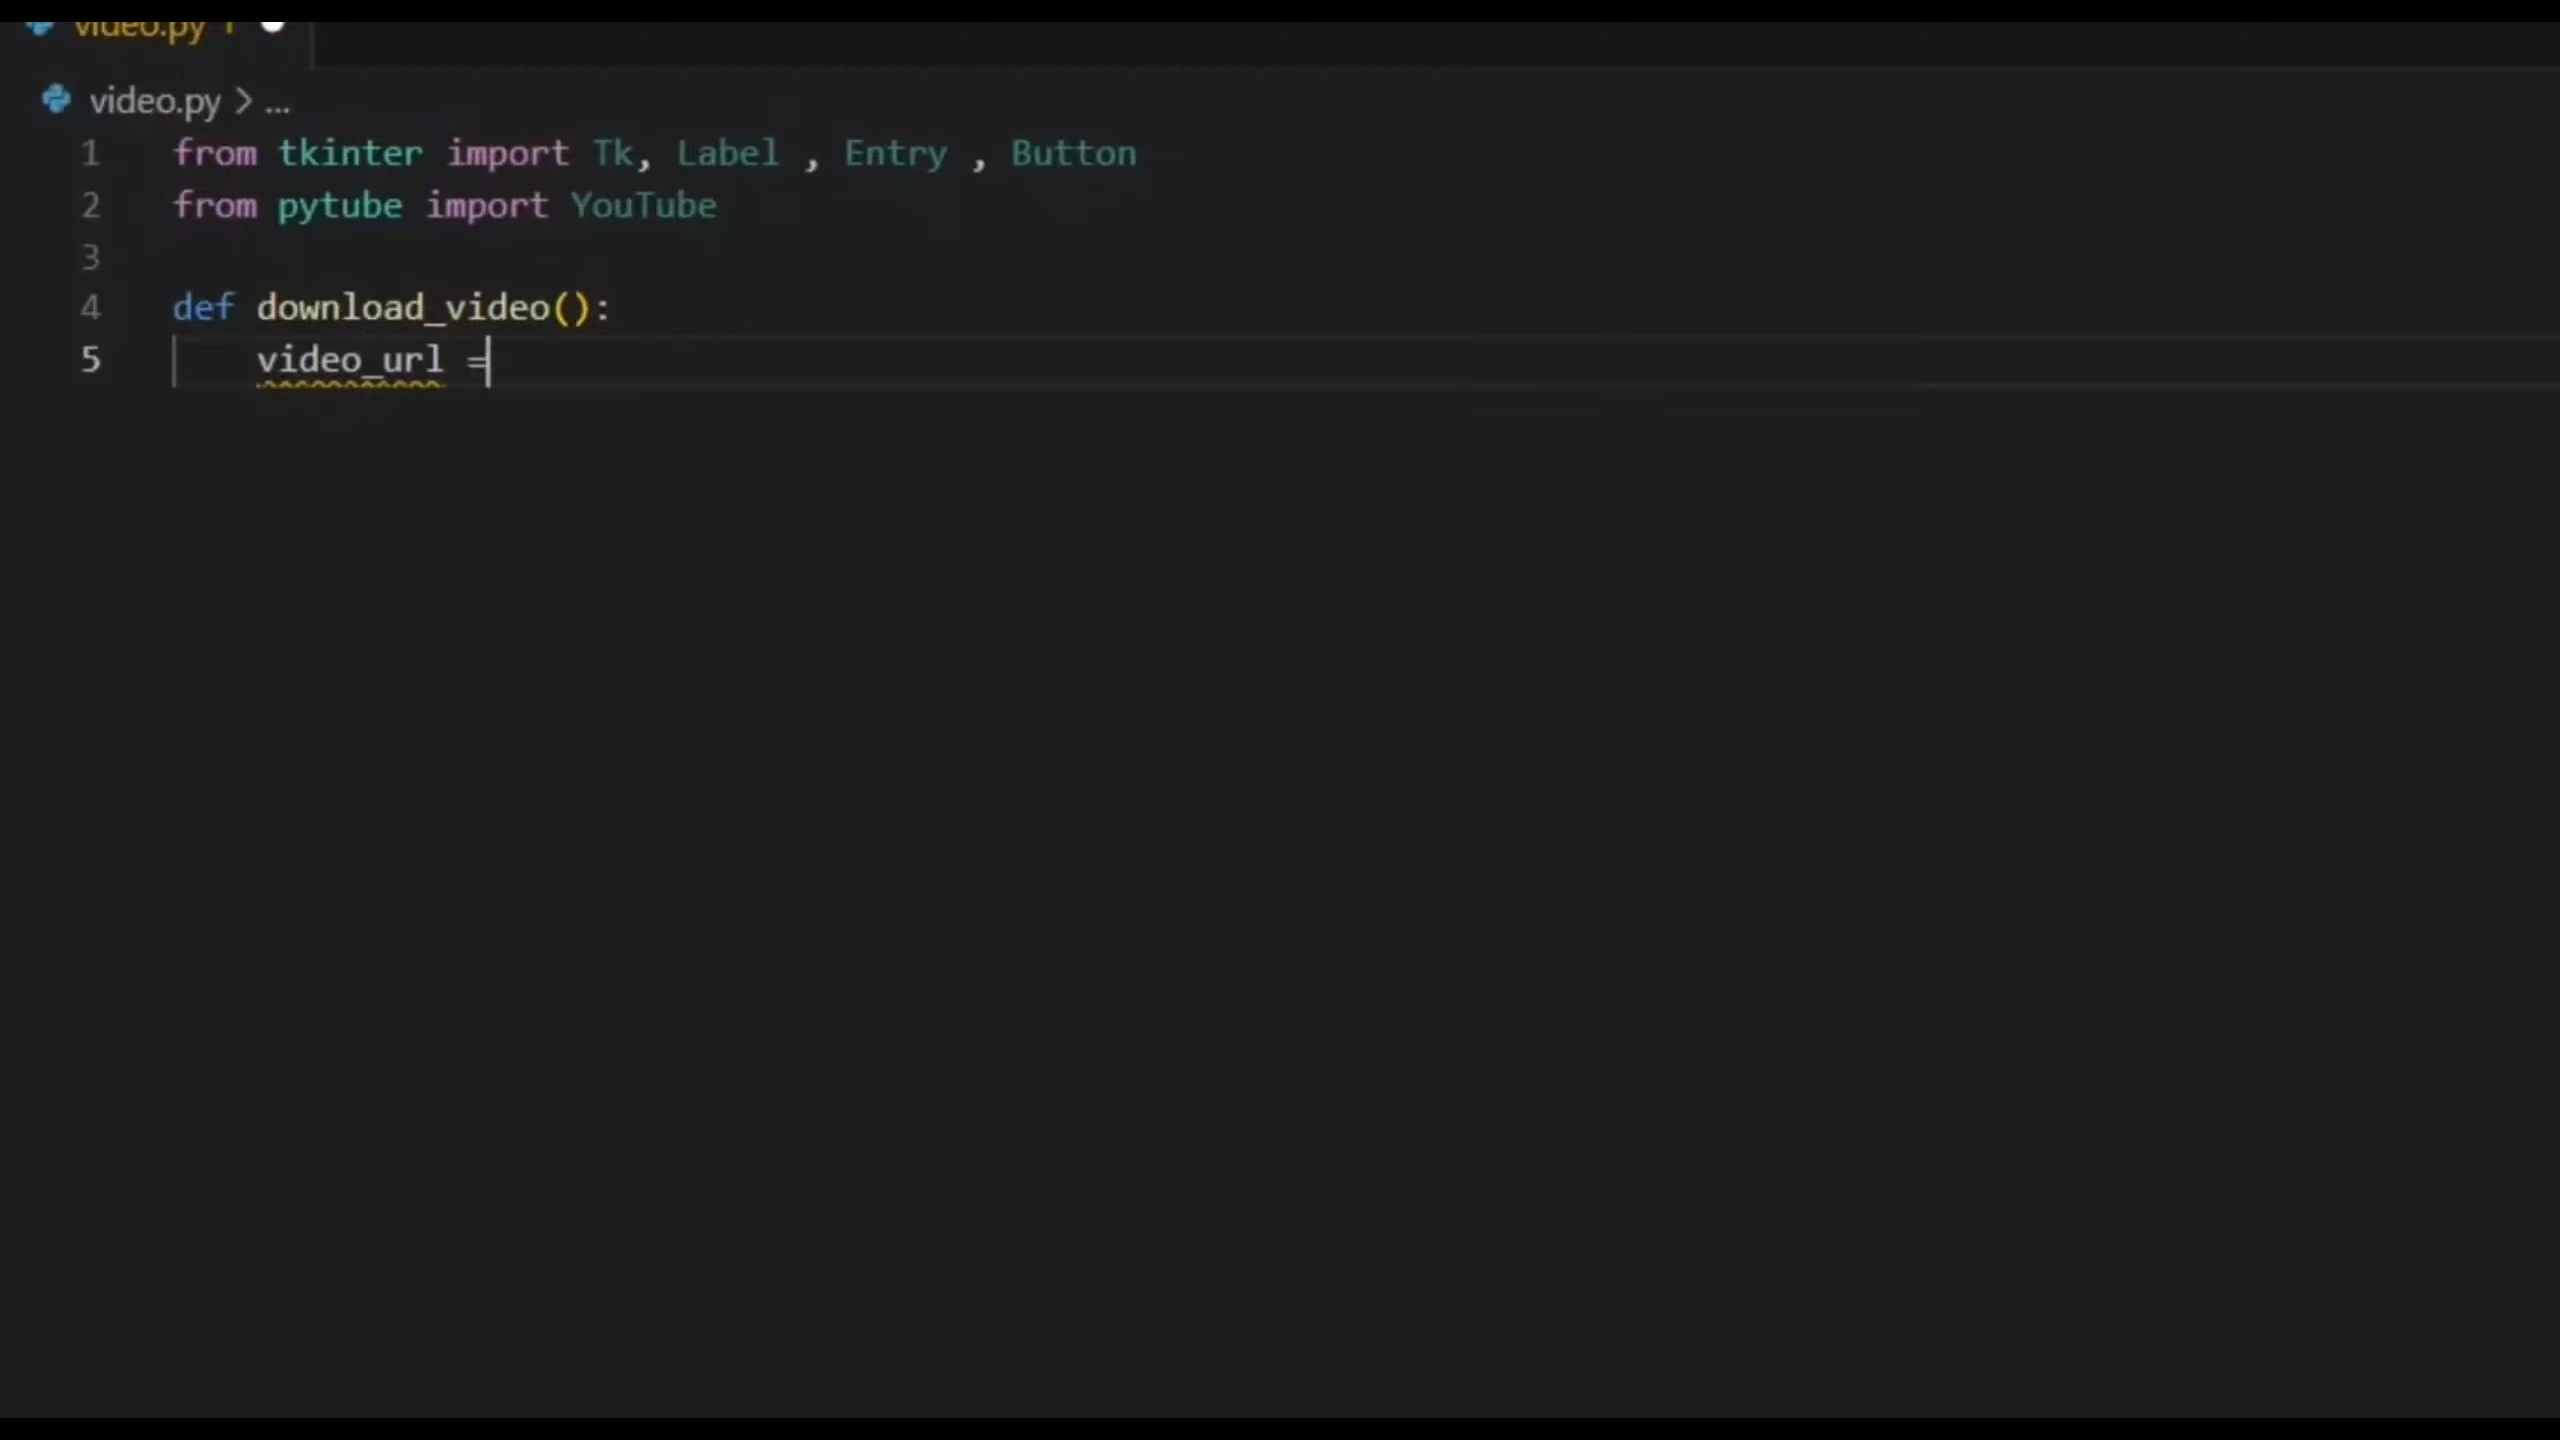 video.py 1
video.py > ...
1 from tkinter import Tk, Label , Entry , Button
2 from pytube import YouTube
3
4 def download_video():
5 video_url =